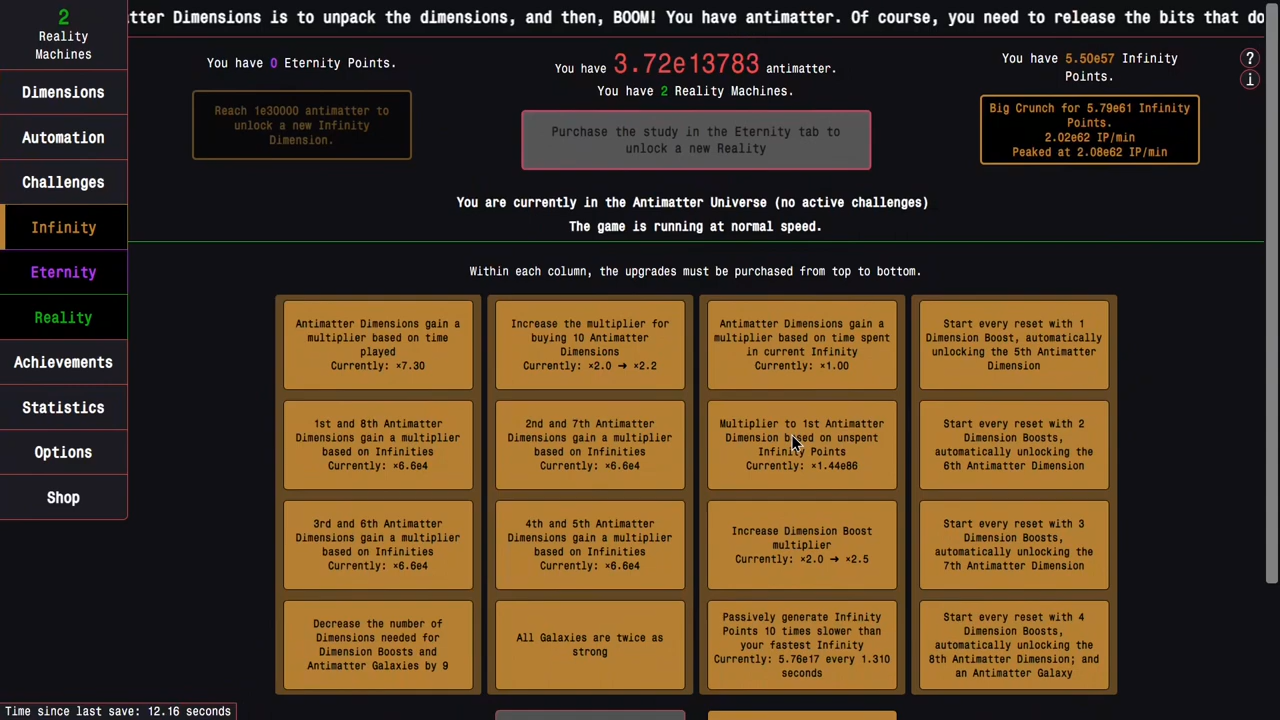 2
Reality
Machines
tter Dimensions is to unpack the dimensions, and then, BOOM! You have antimatter. Of course, you need to release the bits that do
Dimensions
Automation
Challenges
Infinity
Eternity
Reality
Achievements
Statistics
Options
Shop
You have 0 Eternity Points.
Reach 1e30000 antimatter to
unlock a new Infinity
Dimension.
You have 3.72e13783 antimatter.
You have 2 Reality Machines.
Purchase the study in the Eternity tab to
unlock a new Reality
You have 5.50e57 Infinity
Points.
Big Crunch for 5.79e61 Infinity
Points.
2.02e62 IP/min
Peaked at 2.08e62 IP/min
?
i
You are currently in the Antimatter Universe (no active challenges)
The game is running at normal speed.
Within each column, the upgrades must be purchased from top to bottom.
Antimatter Dimensions gain a
multiplier based on time
played
Currently: ×7.30
Increase the multiplier for
buying 10 Antimatter
Dimensions
Currently: ×2.0 ➜ ×2.2
Antimatter Dimensions gain a
multiplier based on time spent
in current Infinity
Currently: ×1.00
Start every reset with 1
Dimension Boost, automatically
unlocking the 5th Antimatter
Dimension
1st and 8th Antimatter
Dimensions gain a multiplier
based on Infinities
Currently: ×6.6e4
2nd and 7th Antimatter
Dimensions gain a multiplier
based on Infinities
Currently: ×6.6e4
Multiplier to 1st Antimatter
Dimension based on unspent
Infinity Points
Currently: ×1.44e86
Start every reset with 2
Dimension Boosts,
automatically unlocking the
6th Antimatter Dimension
3rd and 6th Antimatter
Dimensions gain a multiplier
based on Infinities
Currently: ×6.6e4
4th and 5th Antimatter
Dimensions gain a multiplier
based on Infinities
Currently: ×6.6e4
Increase Dimension Boost
multiplier
Currently: ×2.0 ➜ ×2.5
Start every reset with 3
Dimension Boosts,
automatically unlocking the
7th Antimatter Dimension
Decrease the number of
Dimensions needed for
Dimension Boosts and
Antimatter Galaxies by 9
All Galaxies are twice as
strong
Passively generate Infinity
Points 10 times slower than
your fastest Infinity
Currently: 5.76e17 every 1.310
seconds
Start every reset with 4
Dimension Boosts,
automatically unlocking the
8th Antimatter Dimension; and
an Antimatter Galaxy
Time since last save: 12.16 seconds